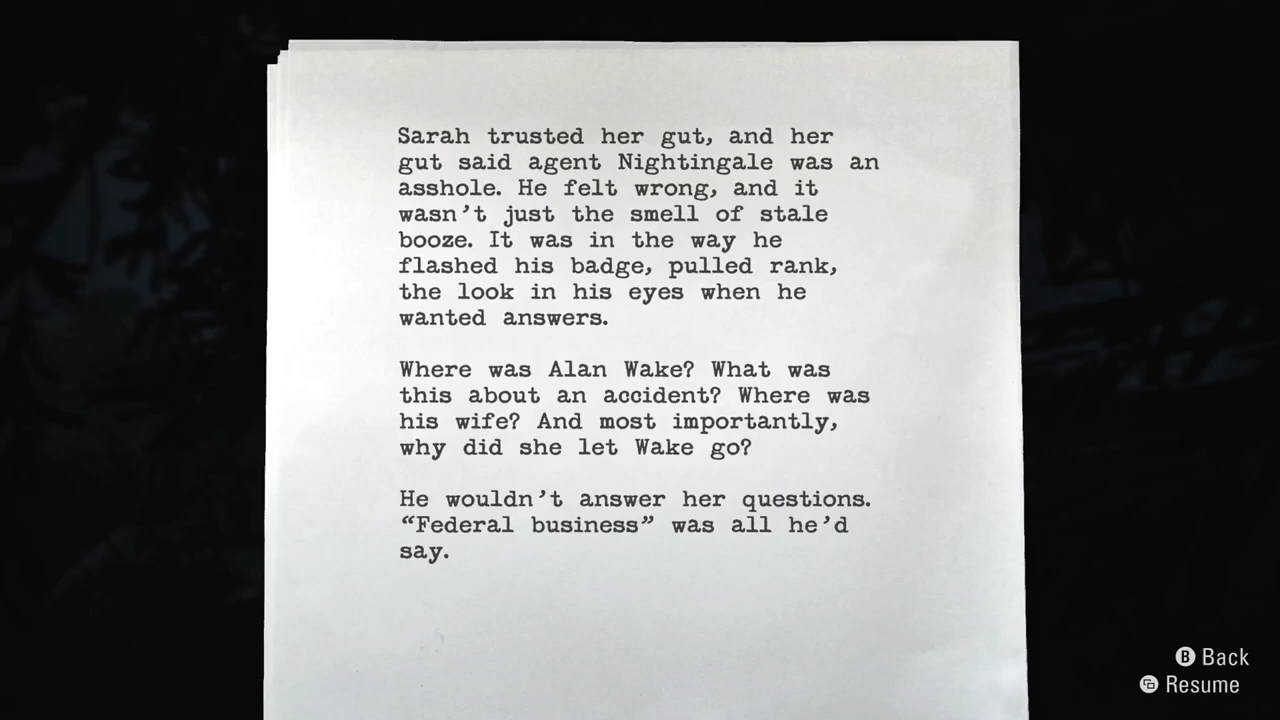 Sarah trusted her gut, and her
gut said agent Nightingale was an
asshole. He felt wrong, and it
wasn’t just the smell of stale
booze. It was in the way he
flashed his badge, pulled rank,
the look in his eyes when he
wanted answers.
Where was Alan Wake? What was
this about an accident? Where was
his wife? And most importantly,
why did she let Wake go?
He wouldn’t answer her questions.
“Federal business” was all he’d
say.
B Back
Resume